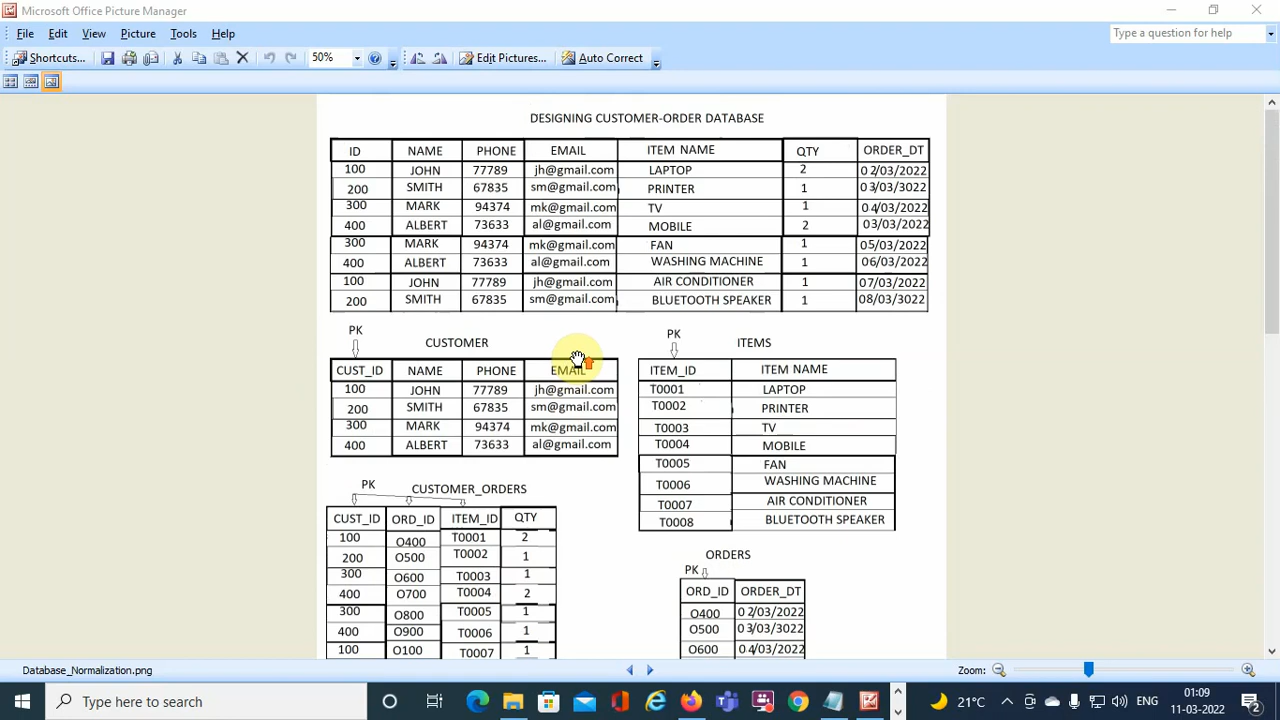 Microsoft Office Picture Manager
File Edit View Picture Tools Help
Type a question for help
Shortcuts... 50% Edit Pictures... Auto Correct
DESIGNING CUSTOMER-ORDER DATABASE
ID NAME PHONE EMAIL ITEM NAME QTY ORDER_DT
100 JOHN 77789 jh@gmail.com LAPTOP 2 02/03/2022
200 SMITH 67835 sm@gmail.com PRINTER 1 03/03/3022
300 MARK 94374 mk@gmail.com TV 1 04/03/2022
400 ALBERT 73633 al@gmail.com MOBILE 2 03/03/2022
300 MARK 94374 mk@gmail.com FAN 1 05/03/2022
400 ALBERT 73633 al@gmail.com WASHING MACHINE 1 06/03/2022
100 JOHN 77789 jh@gmail.com AIR CONDITIONER 1 07/03/2022
200 SMITH 67835 sm@gmail.com BLUETOOTH SPEAKER 1 08/03/3022
PK
CUSTOMER
CUST_ID NAME PHONE EMAIL
100 JOHN 77789 jh@gmail.com
200 SMITH 67835 sm@gmail.com
300 MARK 94374 mk@gmail.com
400 ALBERT 73633 al@gmail.com
PK
ITEMS
ITEM_ID ITEM NAME
T0001 LAPTOP
T0002 PRINTER
T0003 TV
T0004 MOBILE
T0005 FAN
T0006 WASHING MACHINE
T0007 AIR CONDITIONER
T0008 BLUETOOTH SPEAKER
PK
CUSTOMER_ORDERS
CUST_ID ORD_ID ITEM_ID QTY
100 O400 T0001 2
200 O500 T0002 1
300 O600 T0003 1
400 O700 T0004 2
300 O800 T0005 1
400 O900 T0006 1
100 O100 T0007 1
ORDERS
PK
ORD_ID ORDER_DT
O400 02/03/2022
O500 03/03/3022
O600 04/03/2022
Database_Normalization.png
Zoom:
Type here to search
21°C
ENG
01:09
11-03-2022
2